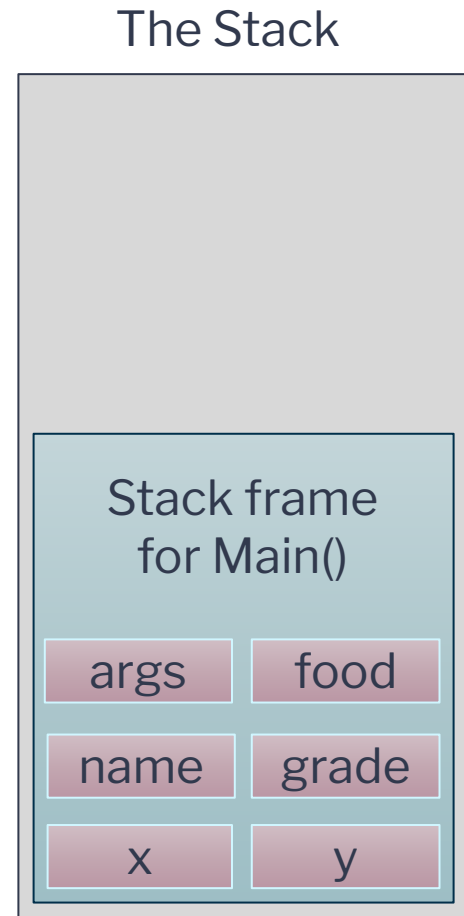 The Stack
Stack frame
for Main()
args food
name grade
x y